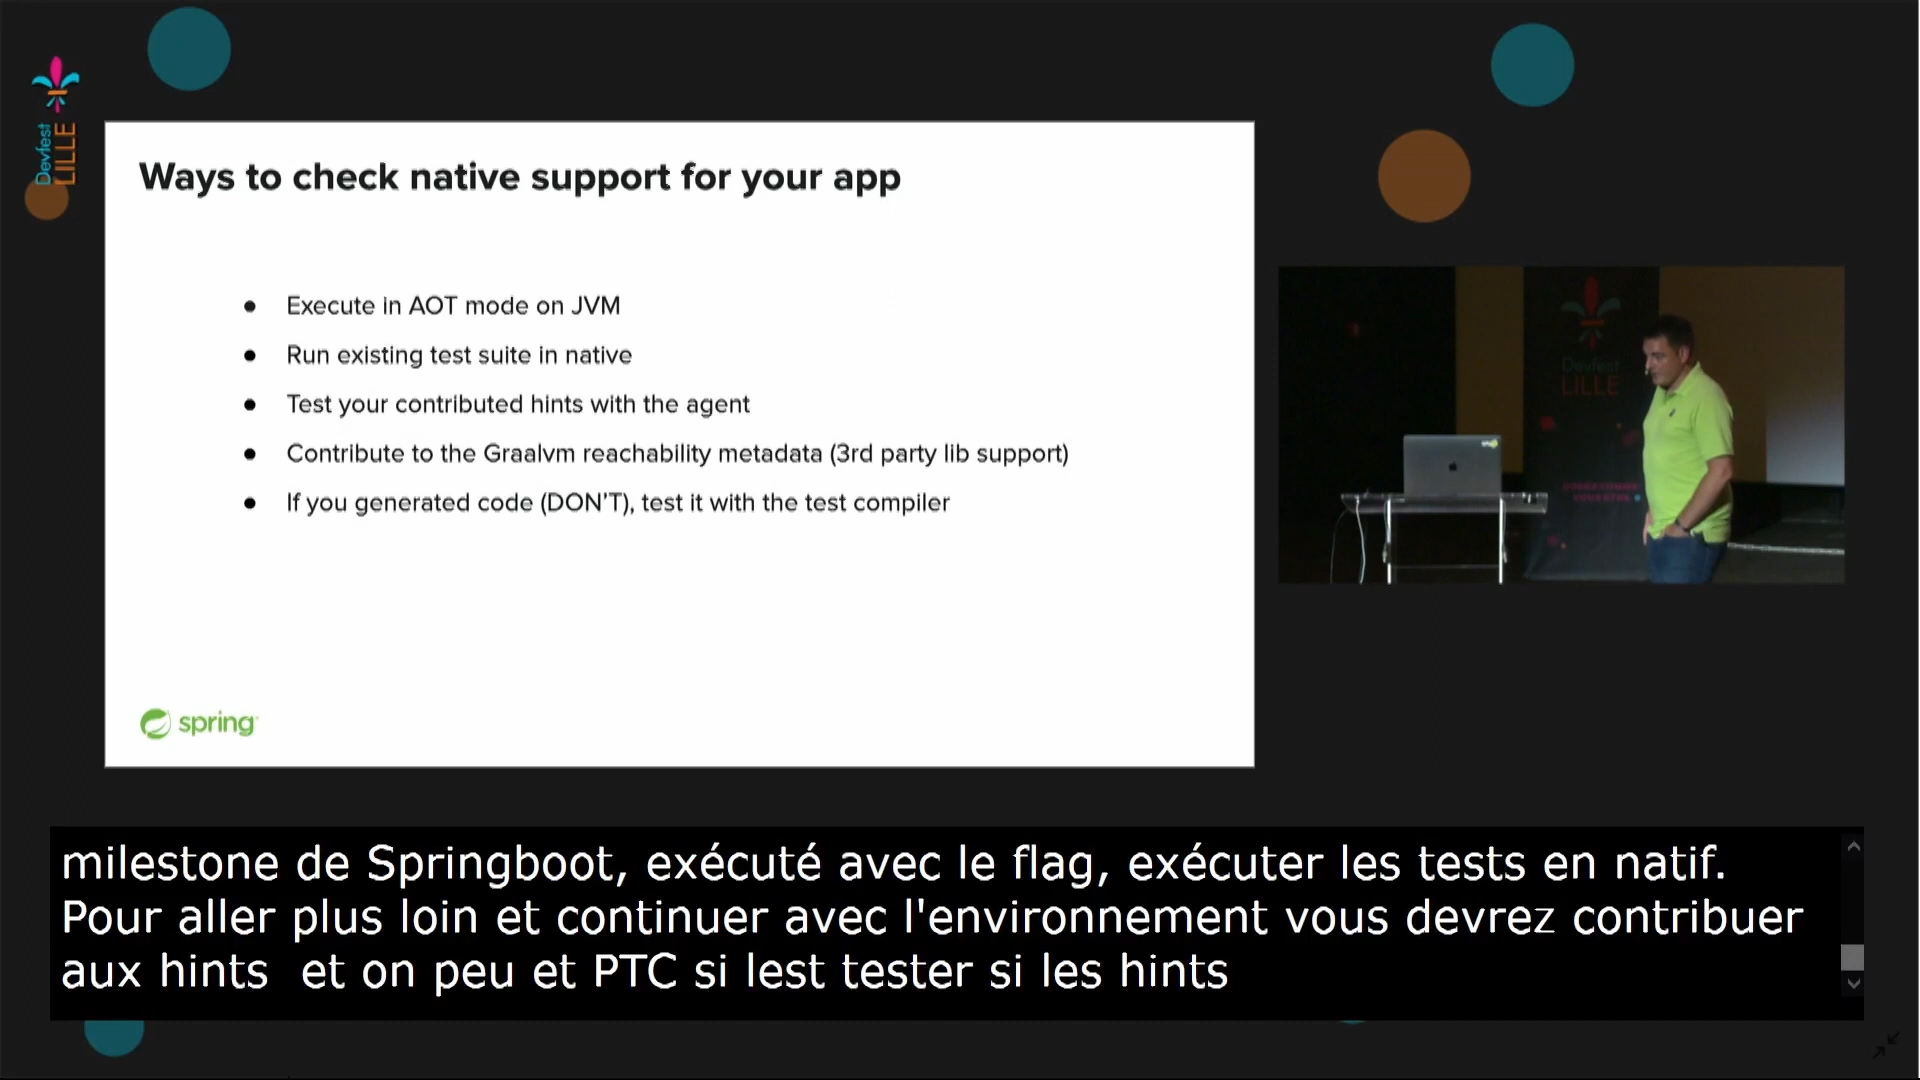 Devfest
LILLE
Ways to check native support for your app
● Execute in AOT mode on JVM
● Run existing test suite in native
● Test your contributed hints with the agent
● Contribute to the Graalvm reachability metadata (3rd party lib support)
● If you generated code (DON'T), test it with the test compiler
spring
Devfest
LILLE
milestone de Springboot, exécuté avec le flag, exécuter les tests en natif.
Pour aller plus loin et continuer avec l'environnement vous devrez contribuer
aux hints  et on peu et PTC si lest tester si les hints